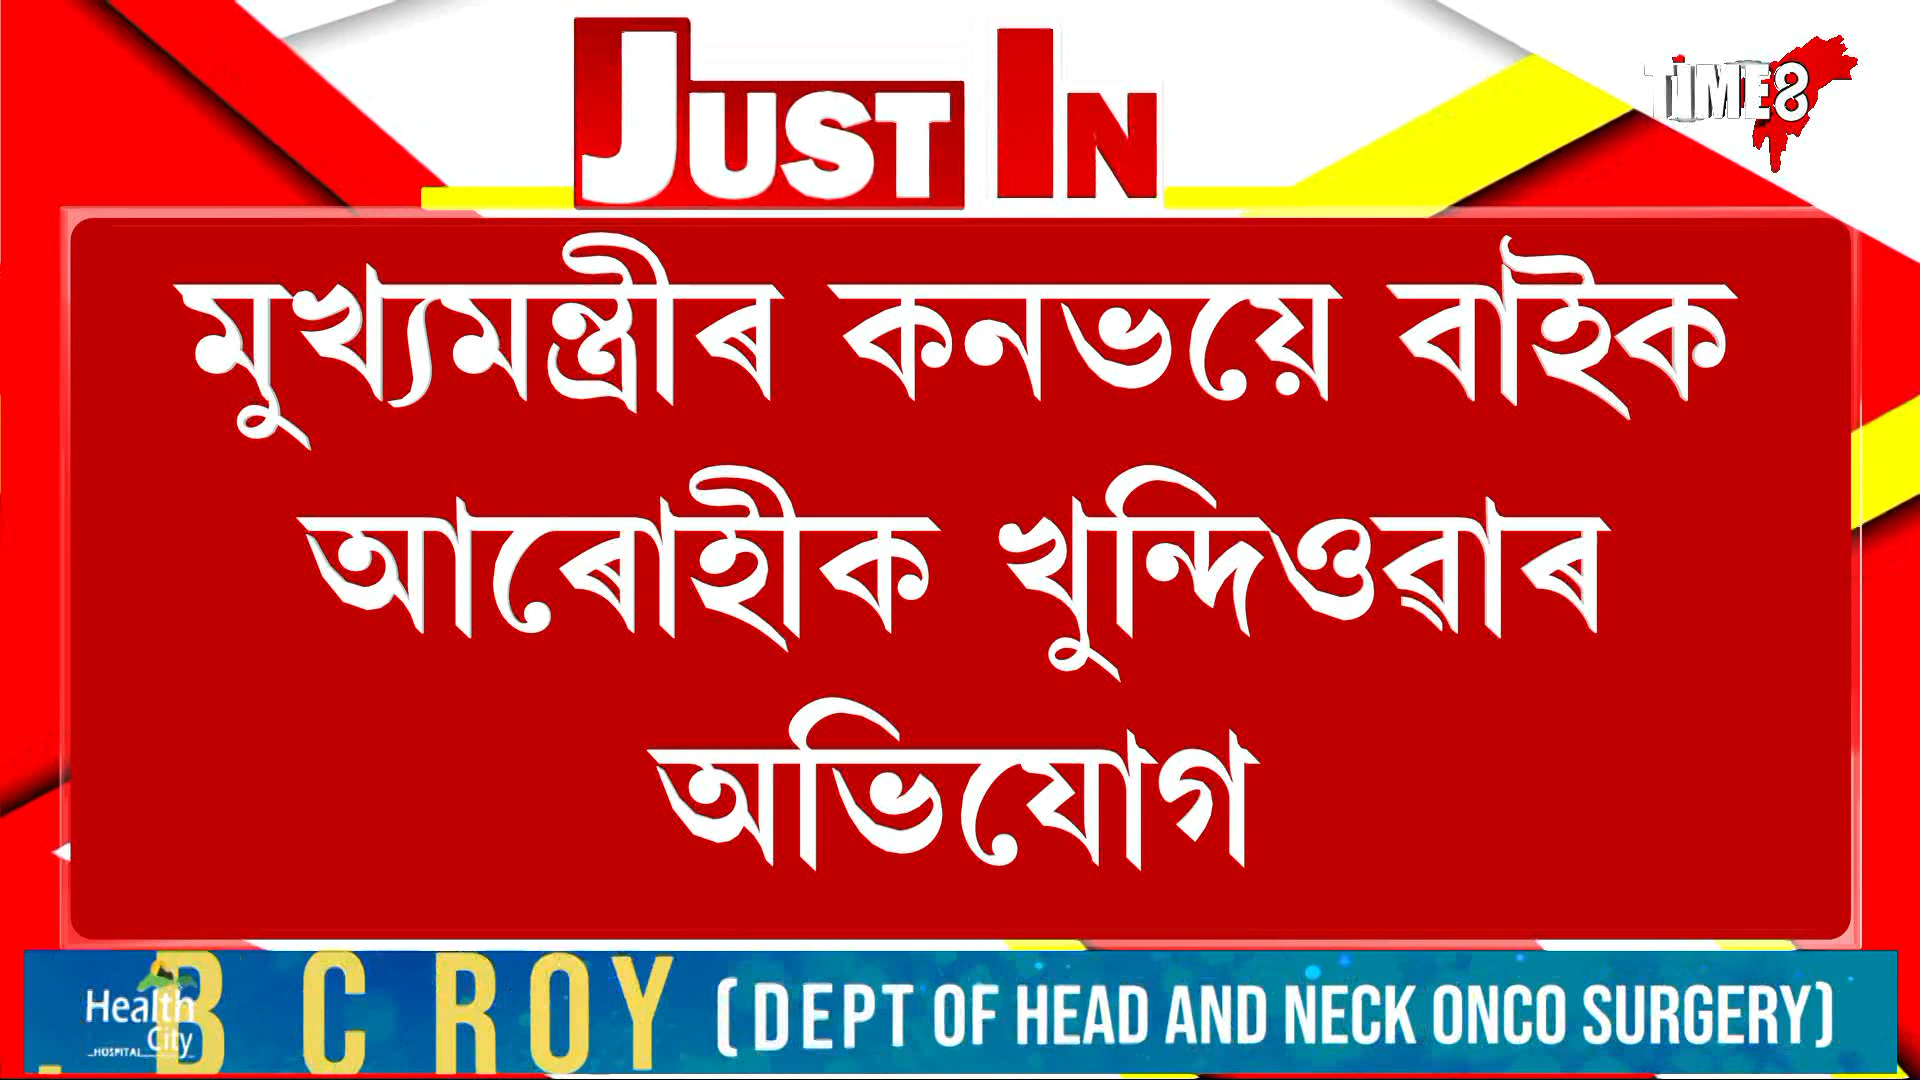 JUST IN
TIME8
মুখ্যমন্ত্ৰীৰ কনভয়ে বাইক
আৰোহীক খুন্দিওৱাৰ
অভিযোগ
B C ROY (DEPT OF HEAD AND NECK ONCO SURGERY)
Health
City
HOSPITAL